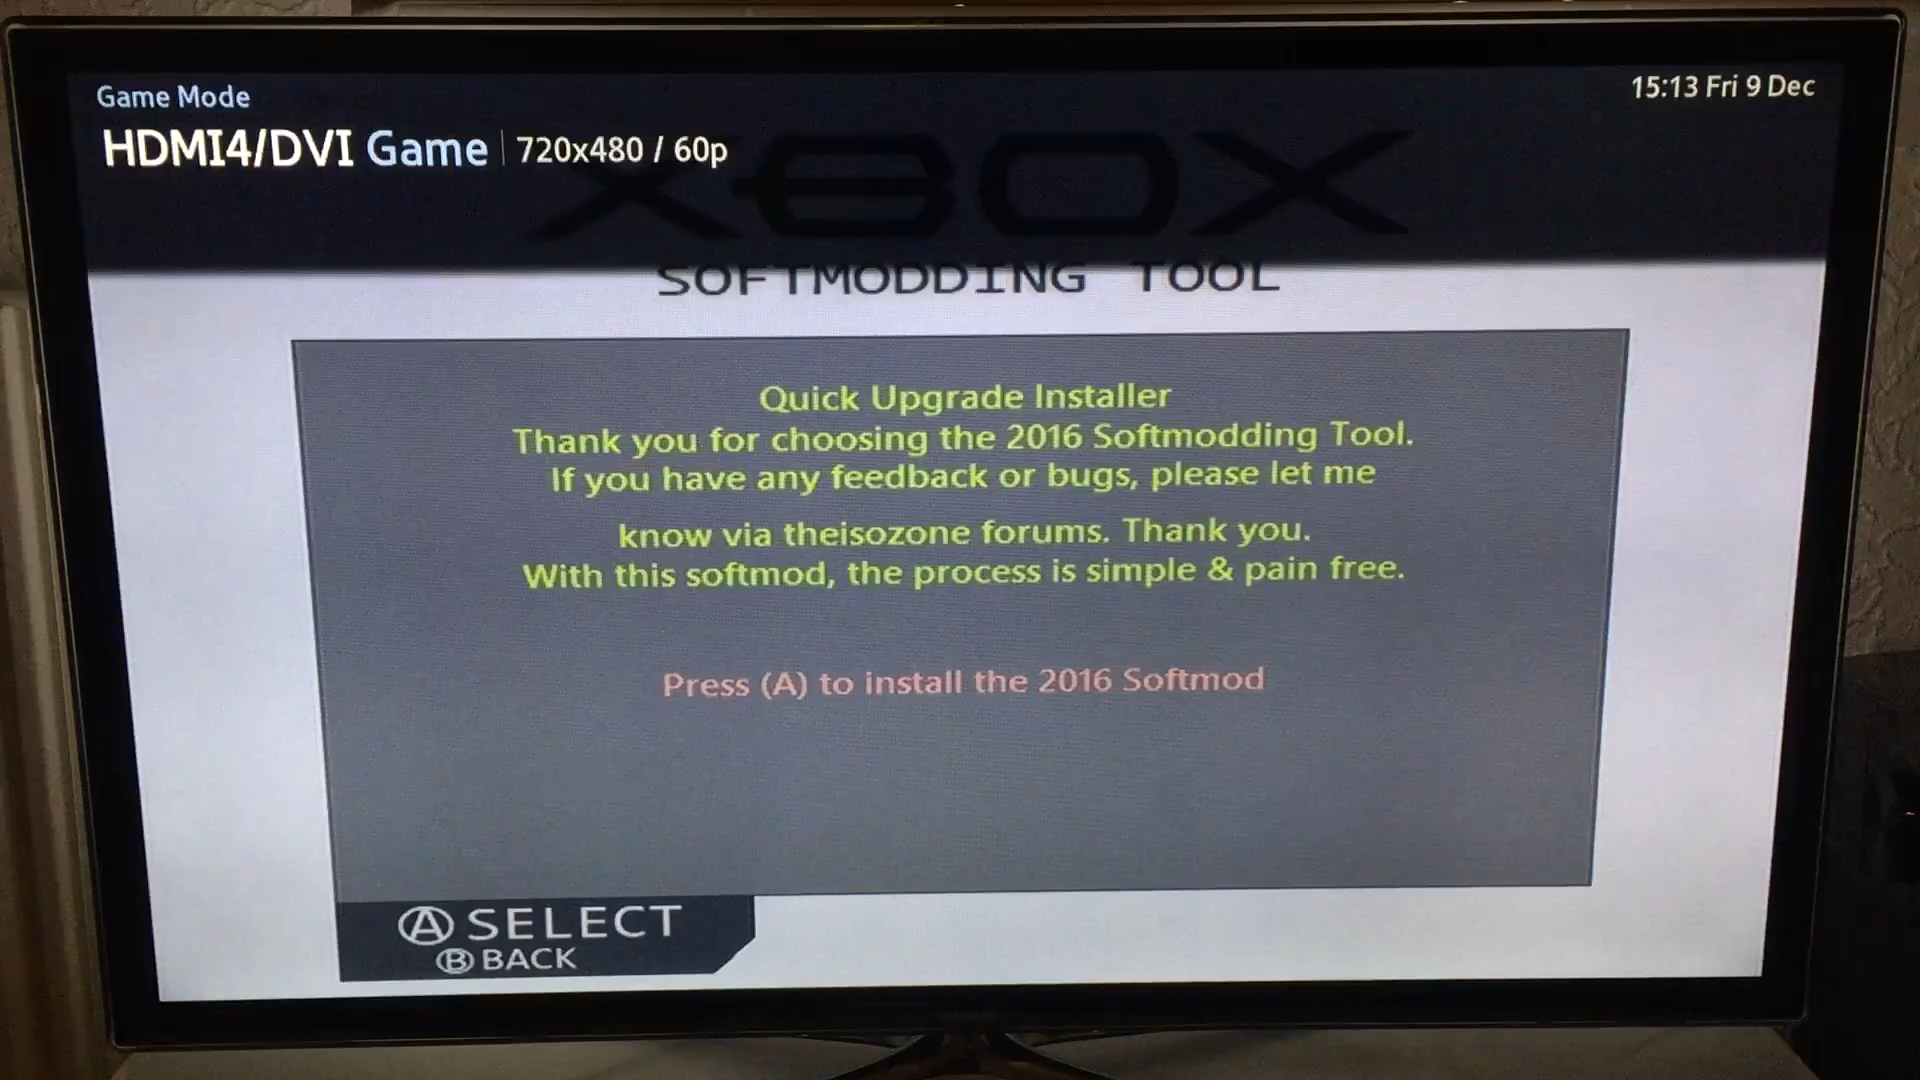 Game Mode
15:13 Fri 9 Dec
HDMI4/DVI Game 720x480 / 60p
XBOX
SOFTMODDING TOOL
Quick Upgrade Installer
Thank you for choosing the 2016 Softmodding Tool.
If you have any feedback or bugs, please let me
know via theisozone forums. Thank you.
With this softmod, the process is simple & pain free.
Press (A) to install the 2016 Softmod
A SELECT
B BACK